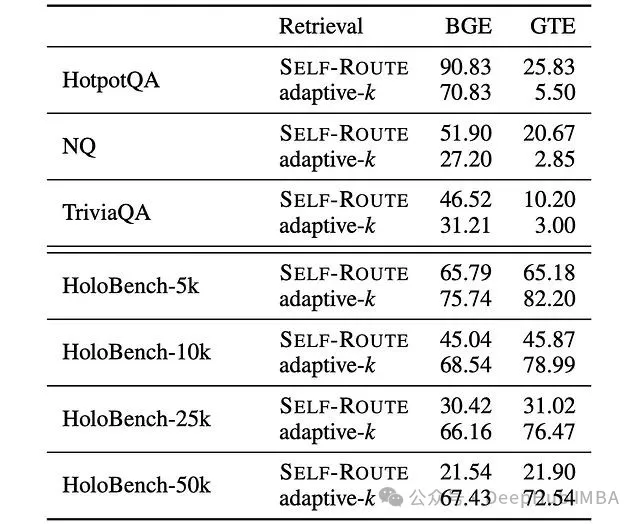 Retrieval BGE GTE
HotpotQA SELF-ROUTE 90.83 25.83
adaptive-k 70.83 5.50
NQ SELF-ROUTE 51.90 20.67
adaptive-k 27.20 2.85
TriviaQA SELF-ROUTE 46.52 10.20
adaptive-k 31.21 3.00
HoloBench-5k SELF-ROUTE 65.79 65.18
adaptive-k 75.74 82.20
HoloBench-10k SELF-ROUTE 45.04 45.87
adaptive-k 68.54 78.99
HoloBench-25k SELF-ROUTE 30.42 31.02
adaptive-k 66.16 76.47
HoloBench-50k SELF-ROUTE 21.54 21.90
adaptive-k 67.43 72.54
公众号